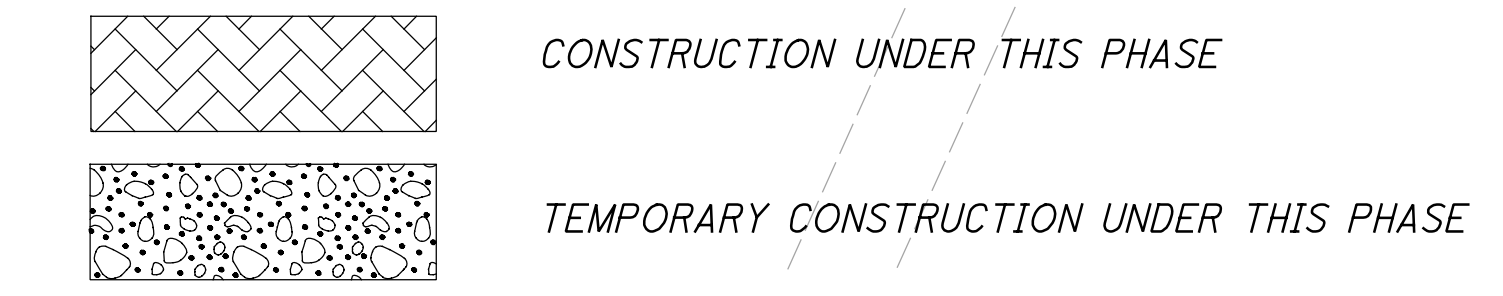 CONSTRUCTION UNDER THIS PHASE
TEMPORARY CONSTRUCTION UNDER THIS PHASE